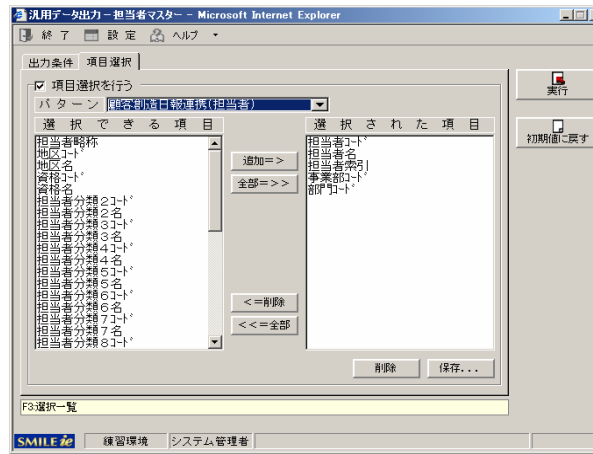 汎用データ出力－担当者マスター － Microsoft Internet Explorer
終 了 設 定 ヘルプ
出力条件 項目選択
項目選択を行う
パ タ ー ン 顧客創造日報連携(担当者)
選 択 で き る 項 目
担当者略称
地区ｺｰﾄﾞ
地区名
資格ｺｰﾄﾞ
資格名
担当者分類２ｺｰﾄﾞ
担当者分類２名
担当者分類３ｺｰﾄﾞ
担当者分類３名
担当者分類４ｺｰﾄﾞ
担当者分類４名
担当者分類５ｺｰﾄﾞ
担当者分類５名
担当者分類６ｺｰﾄﾞ
担当者分類６名
担当者分類７ｺｰﾄﾞ
担当者分類７名
担当者分類８ｺｰﾄﾞ
追加＝＞
全部＝＞＞
＜＝削除
＜＜＝全部
選 択 さ れ た 項 目
担当者ｺｰﾄﾞ
担当者名
担当者索引
事業部ｺｰﾄﾞ
部門ｺｰﾄﾞ
削除 保存...
実行
初期値に戻す
F3:選択一覧
SMILE ie 練習環境 システム管理者